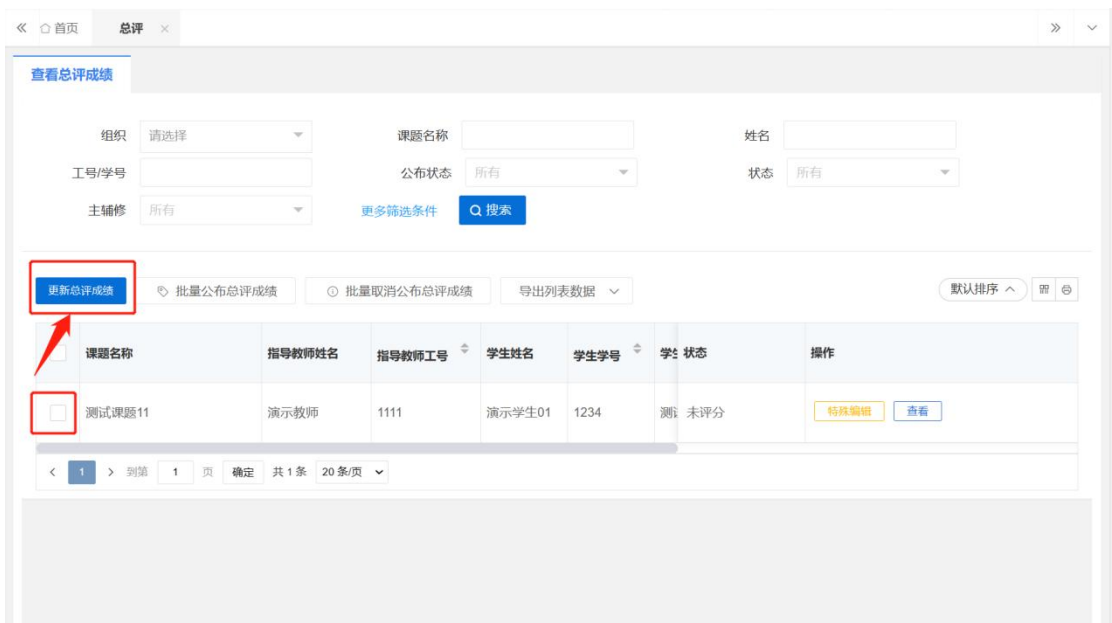 首页 总评
查看总评成绩
组织 请选择 课题名称 姓名
工号/学号 公布状态 所有 状态 所有
主辅修 所有 更多筛选条件 搜索
更新总评成绩 批量公布总评成绩 批量取消公布总评成绩 导出列表数据 默认排序
课题名称 指导教师姓名 指导教师工号 学生姓名 学生学号 学生 状态 操作
测试课题11 演示教师 1111 演示学生01 1234 测试 未评分 特殊编辑 查看
1 到第 1 页 确定 共 1 条 20 条/页